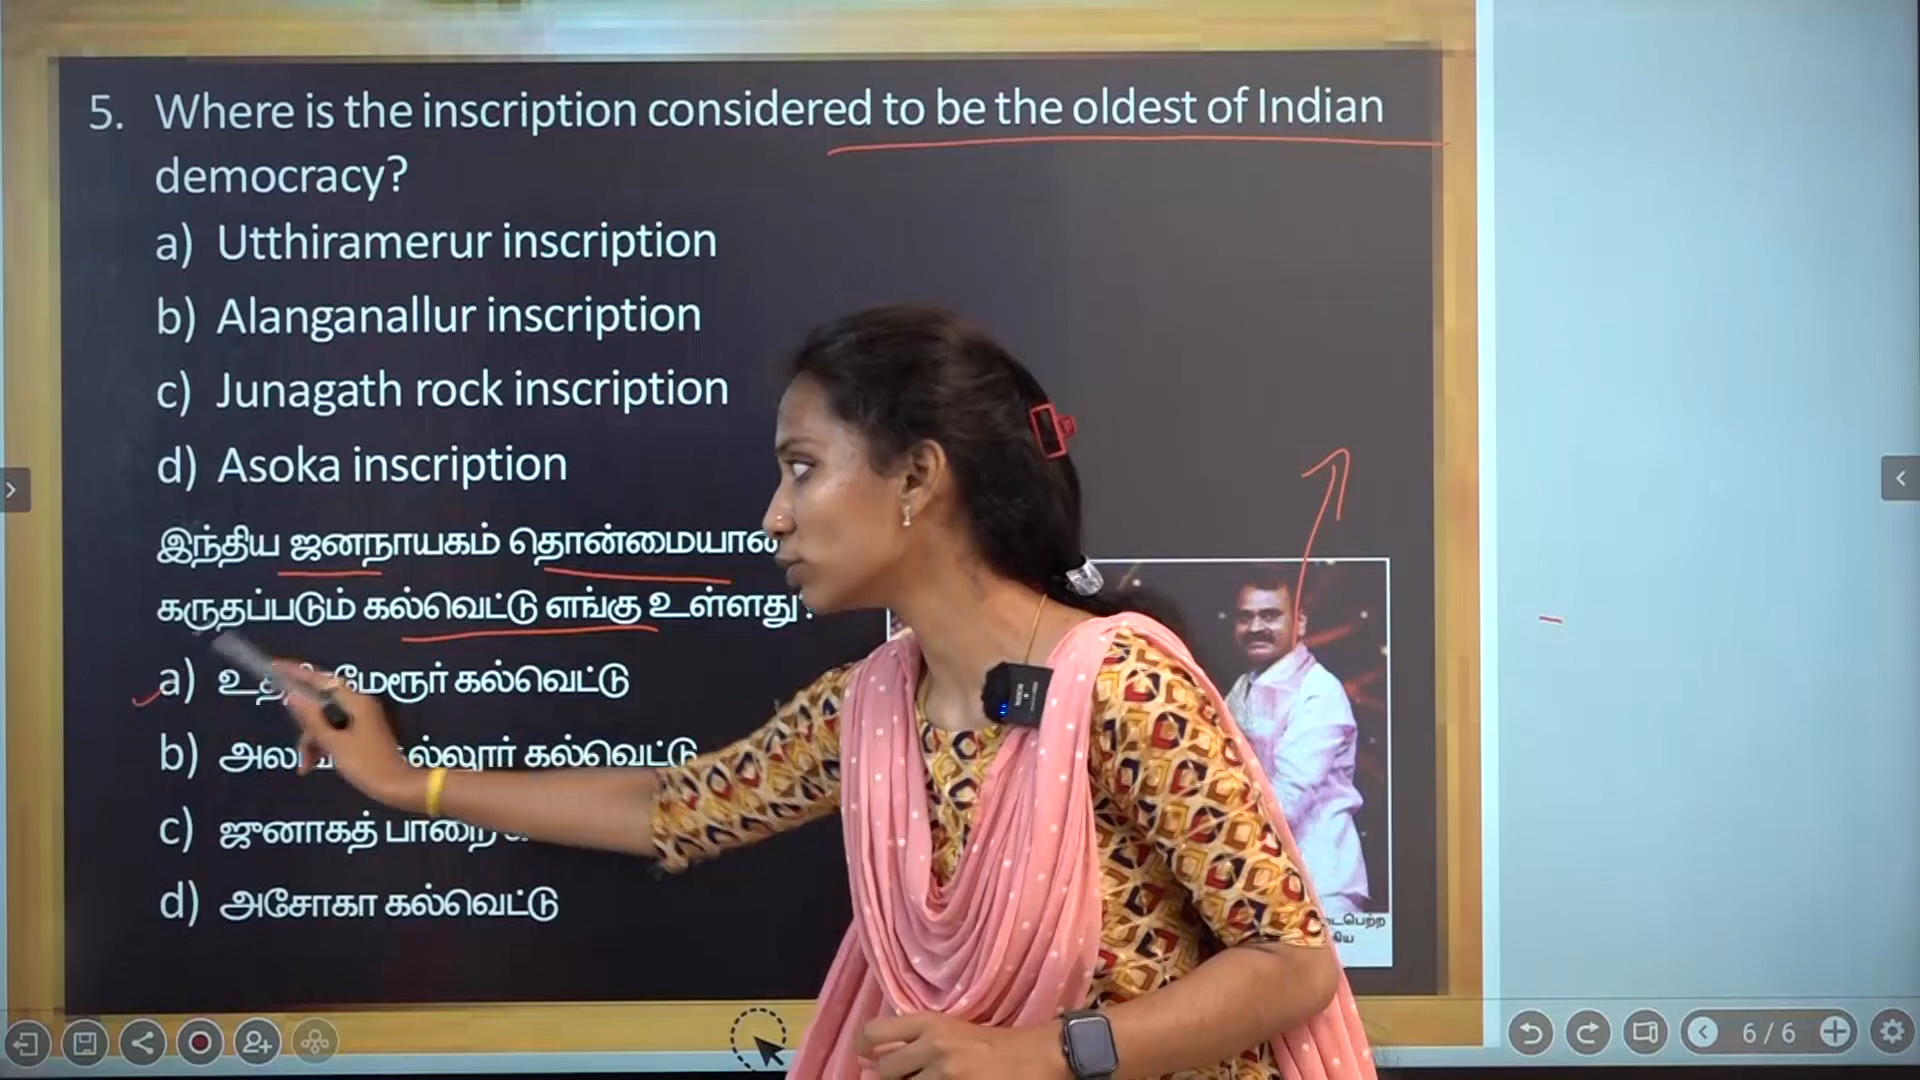 5. Where is the inscription considered to be the oldest of Indian
democracy?
a) Utthiramerur inscription
b) Alanganallur inscription
c) Junagath rock inscription
d) Asoka inscription
இந்திய ஜனநாயகம்
கருதப்படும் கல்வெட்டு எங்கு உள்ளது?
a) கல்வெட்டு
b) கல்வெட்டு
c) ஜுனாகத் பாறை
d) அசோகா கல்வெட்டு
6 / 6